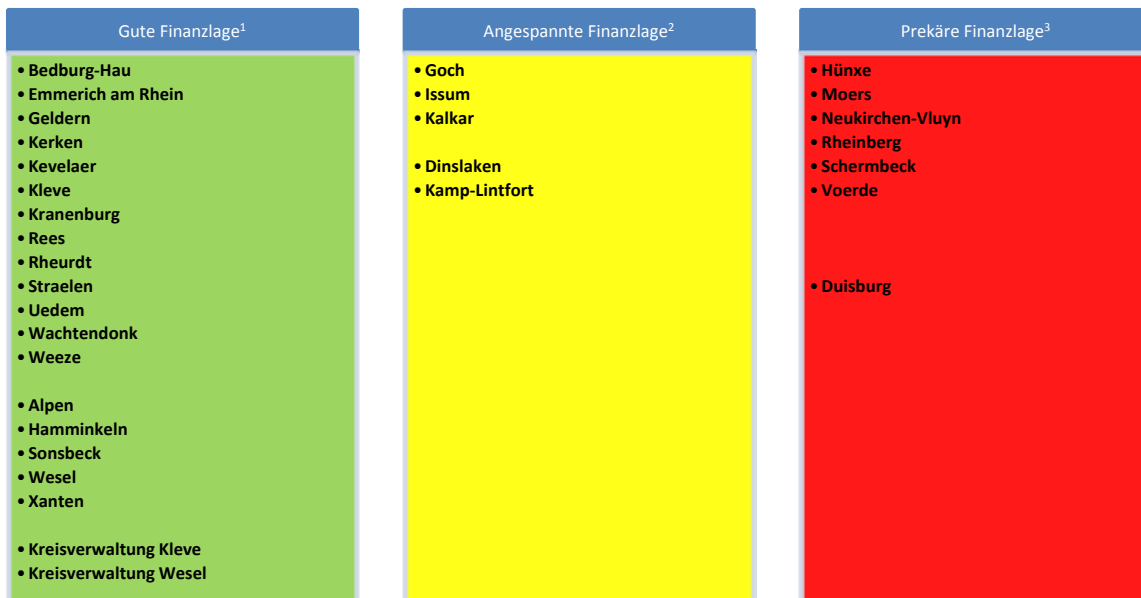 Gute Finanzlage¹
• Bedburg-Hau
• Emmerich am Rhein
• Geldern
• Kerken
• Kevelaer
• Kleve
• Kranenburg
• Rees
• Rheurdt
• Straelen
• Uedem
• Wachtendonk
• Weeze
• Alpen
• Hamminkeln
• Sonsbeck
• Wesel
• Xanten
• Kreisverwaltung Kleve
• Kreisverwaltung Wesel
Angespannte Finanzlage²
• Goch
• Issum
• Kalkar
• Dinslaken
• Kamp-Lintfort
Prekäre Finanzlage³
• Hünxe
• Moers
• Neukirchen-Vluyn
• Rheinberg
• Schermbeck
• Voerde
• Duisburg